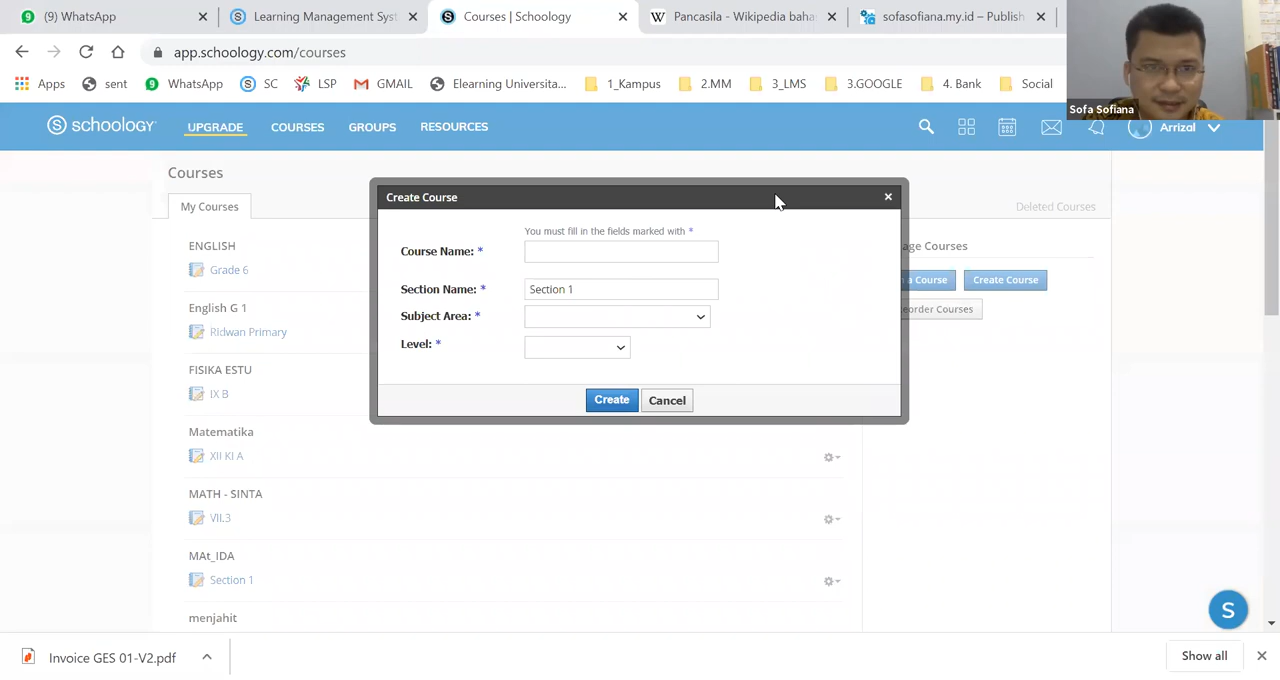 (9) WhatsApp
Learning Management Syst
Courses | Schoology
Pancasila - Wikipedia baha
sofasofiana.my.id – Publish
app.schoology.com/courses
Apps
sent
WhatsApp
SC
LSP
GMAIL
Elearning Universita...
1_Kampus
2.MM
3_LMS
3.GOOGLE
4. Bank
Social
Sofa Sofiana
schoology
UPGRADE
COURSES
GROUPS
RESOURCES
Arrizal
Courses
My Courses
Deleted Courses
Create Course
You must fill in the fields marked with *
Course Name: *
Section Name: *
Section 1
Subject Area: *
Level: *
Create
Cancel
ENGLISH
Grade 6
English G 1
Ridwan Primary
FISIKA ESTU
IX B
Matematika
XII KI A
MATH - SINTA
VII.3
MAt_IDA
Section 1
menjahit
Courses
Course
Create Course
Courses
S
Invoice GES 01-V2.pdf
Show all